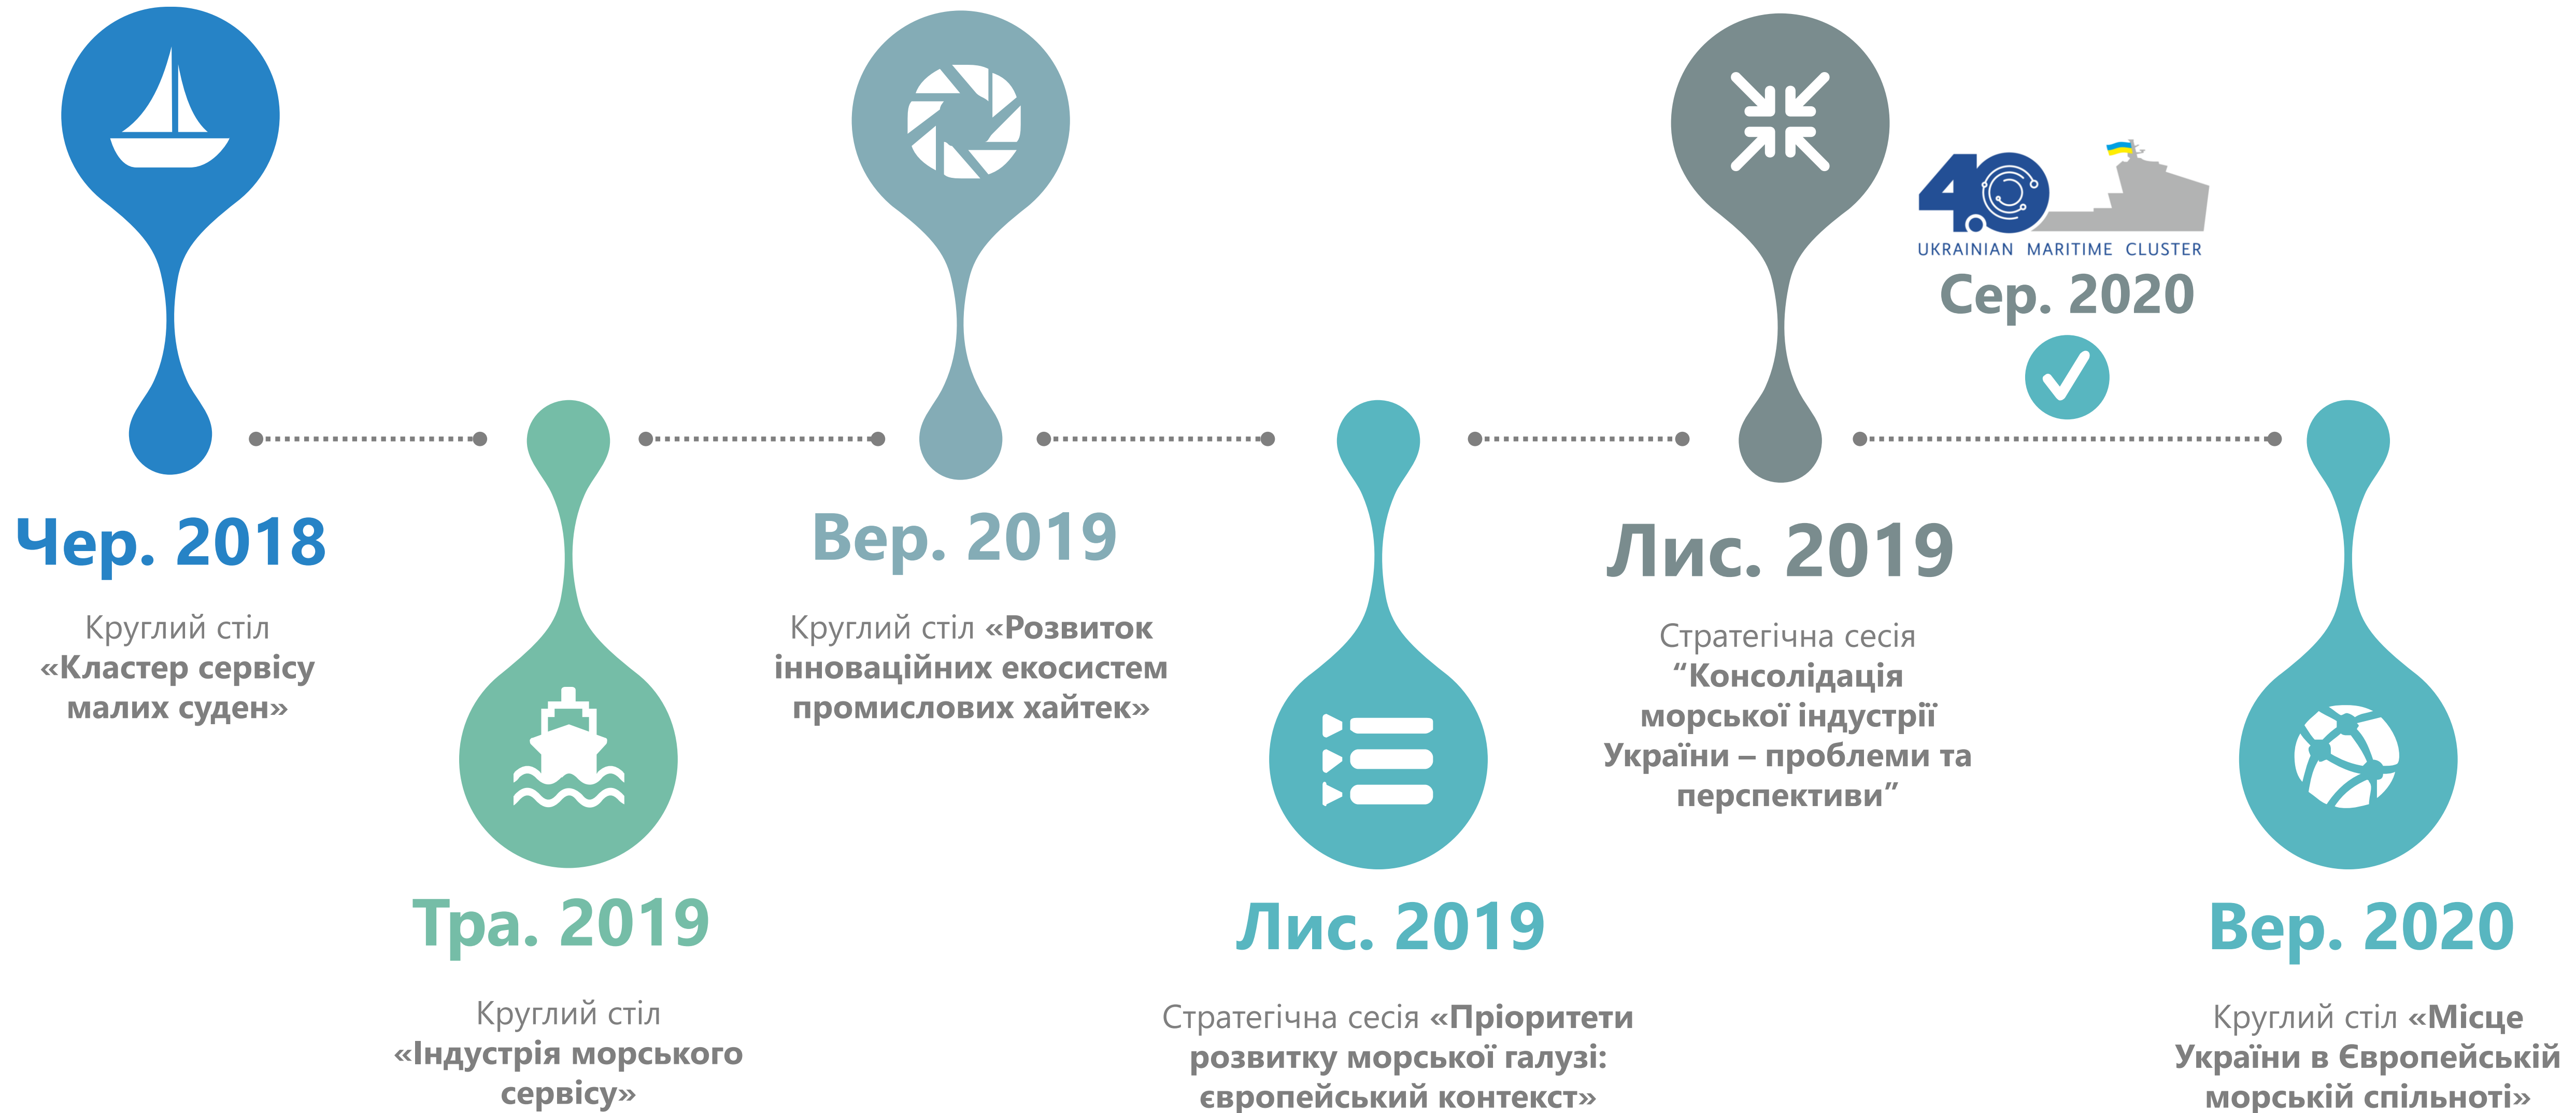 Чер. 2018
Круглий стіл
«Кластер сервісу
малих суден»
Тра. 2019
Круглий стіл
«Індустрія морського
сервісу»
Вер. 2019
Круглий стіл «Розвиток
інноваційних екосистем
промислових хайтек»
Лис. 2019
Стратегічна сесія «Пріоритети
розвитку морської галузі:
європейський контекст»
Лис. 2019
Стратегічна сесія
“Консолідація
морської індустрії
України – проблеми та
перспективи”
4.0
UKRAINIAN MARITIME CLUSTER
Сер. 2020
Вер. 2020
Круглий стіл «Місце
України в Європейській
морській спільноті»